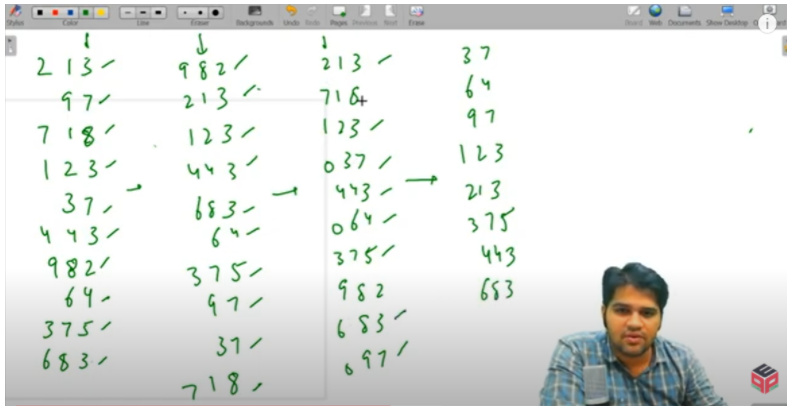 Stylus Color Line Eraser Backgrounds Undo Redo Pages Previous Next Erase Board Web Documents Show Desktop
213 982 213 37
97 213 718 64
718 123 123 97
123 443 037 123
37 683 443 213
443 64 064 375
982 375 375 443
64 97 982 683
375 37 683
683 718 097